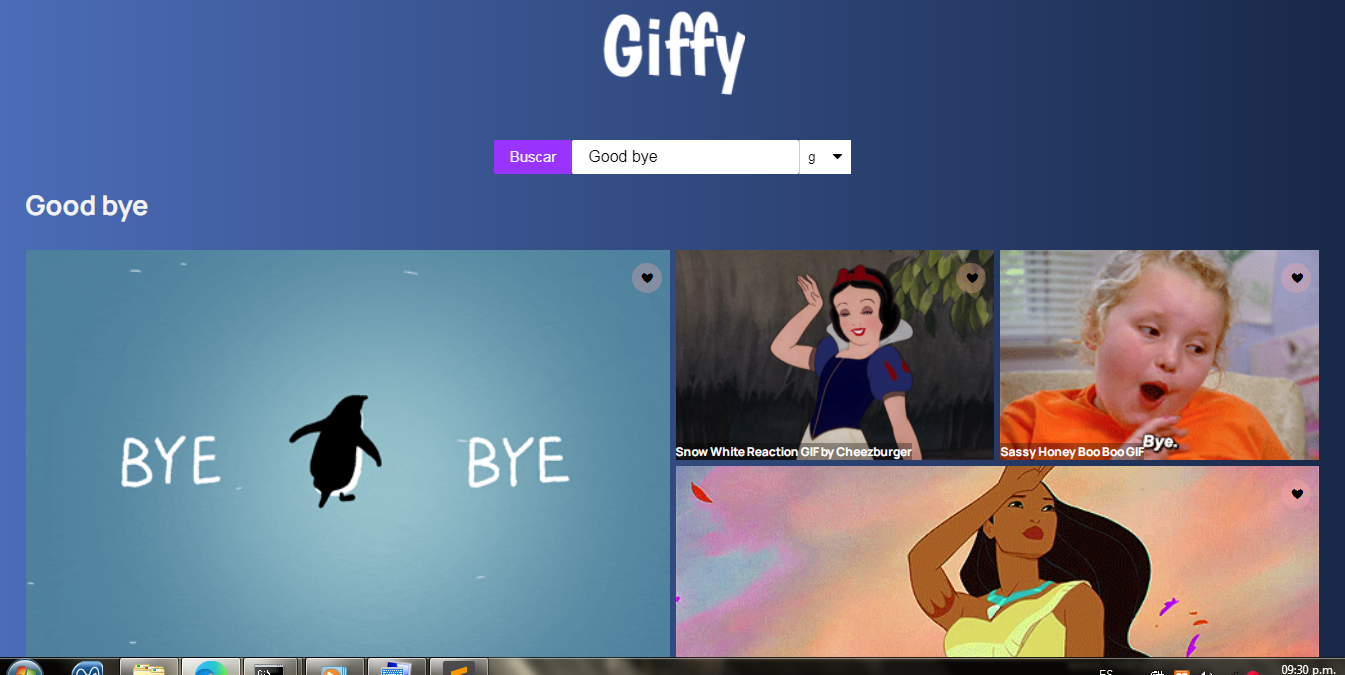 Giffy
Buscar
Good bye
g
Good bye
BYE BYE
Snow White Reaction GIF by Cheezburger
Bye.
Sassy Honey Boo Boo GIF
ES
09:30 p.m.